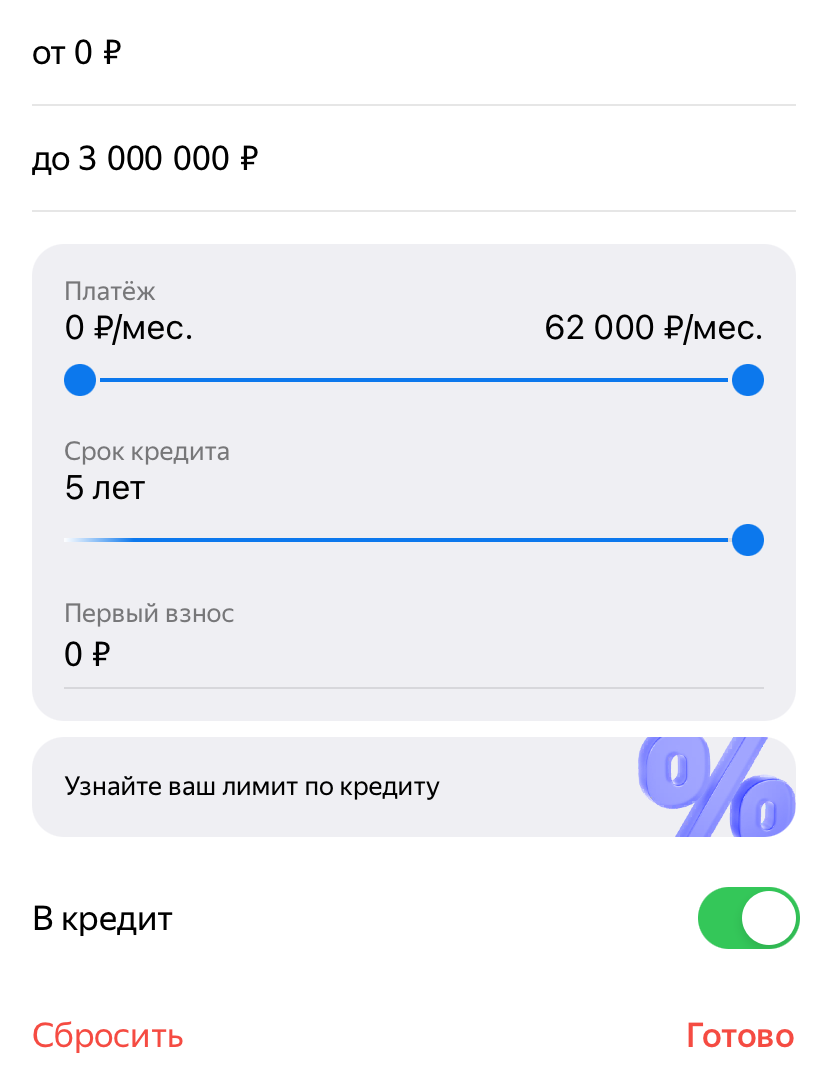 от 0 ₽
до 3 000 000 ₽
Платёж
0 ₽/мес. 62 000 ₽/мес.
Срок кредита
5 лет
Первый взнос
0 ₽
Узнайте ваш лимит по кредиту
%
В кредит
Сбросить Готово